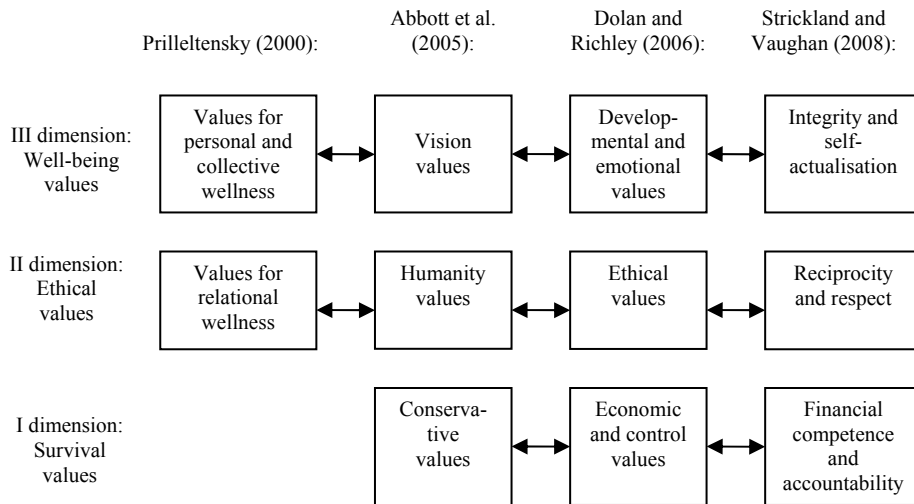 Prilleltensky (2000):
Abbott et al.
(2005):
Dolan and
Richley (2006):
Strickland and
Vaughan (2008):
III dimension:
Well-being
values
Values for
personal and
collective
wellness
Vision
values
Develop-
mental and
emotional
values
Integrity and
self-
actualisation
II dimension:
Ethical
values
Values for
relational
wellness
Humanity
values
Ethical
values
Reciprocity
and respect
I dimension:
Survival
values
Conserva-
tive
values
Economic
and control
values
Financial
competence
and
accountability